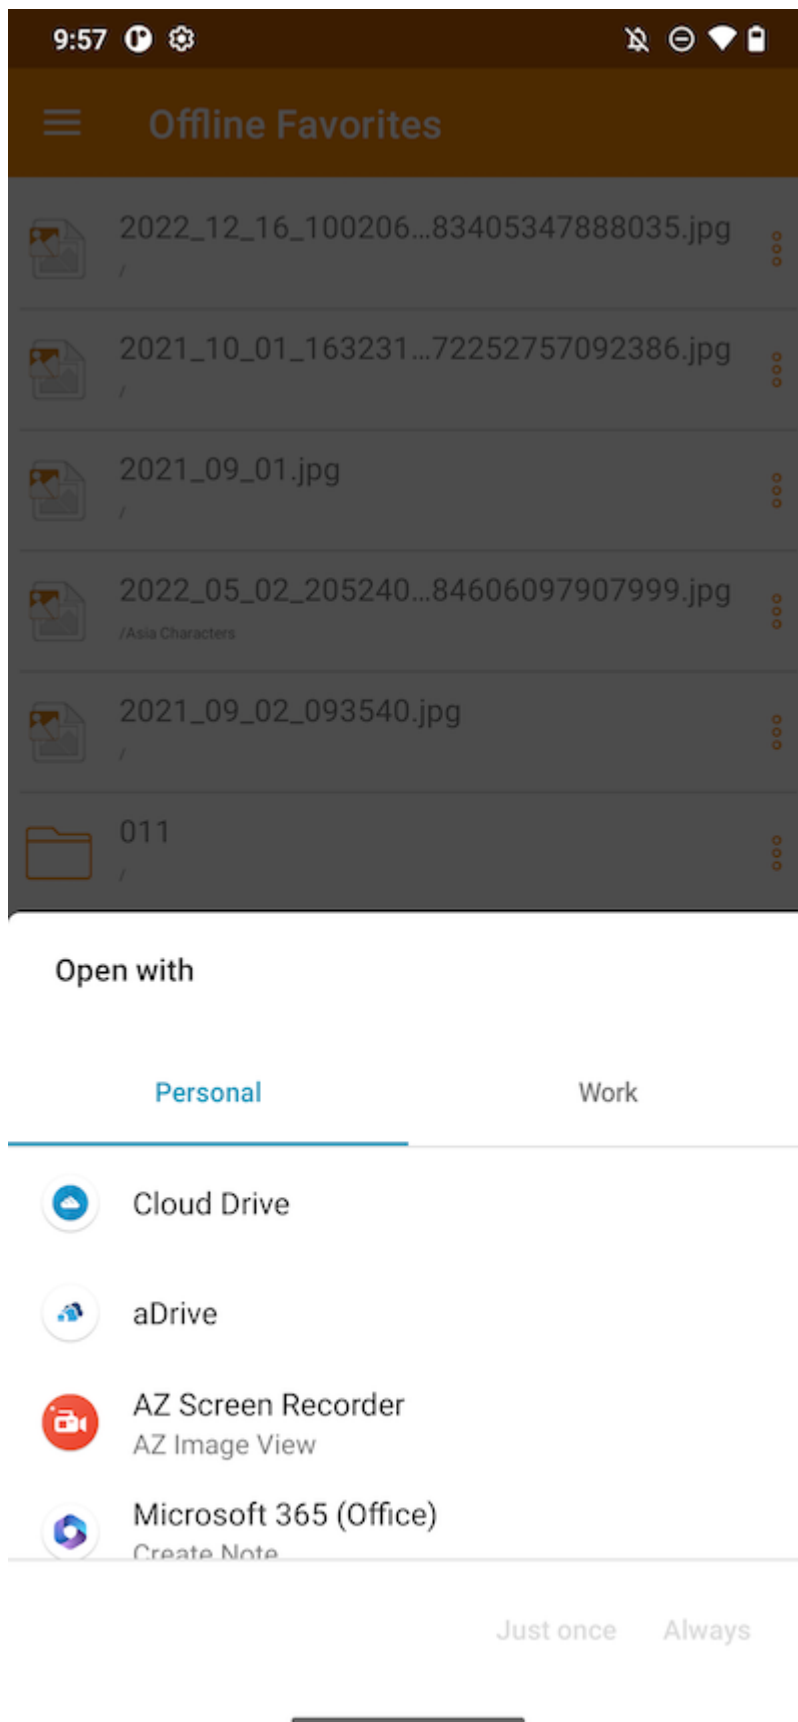 9:57
Offline Favorites
2022_12_16_100206...83405347888035.jpg
/
2021_10_01_163231...72252757092386.jpg
/
2021_09_01.jpg
/
2022_05_02_205240...84606097907999.jpg
/Asia Characters
2021_09_02_093540.jpg
/
011
/
Open with
Personal Work
Cloud Drive
aDrive
AZ Screen Recorder
AZ Image View
Microsoft 365 (Office)
Create Note
Just once Always